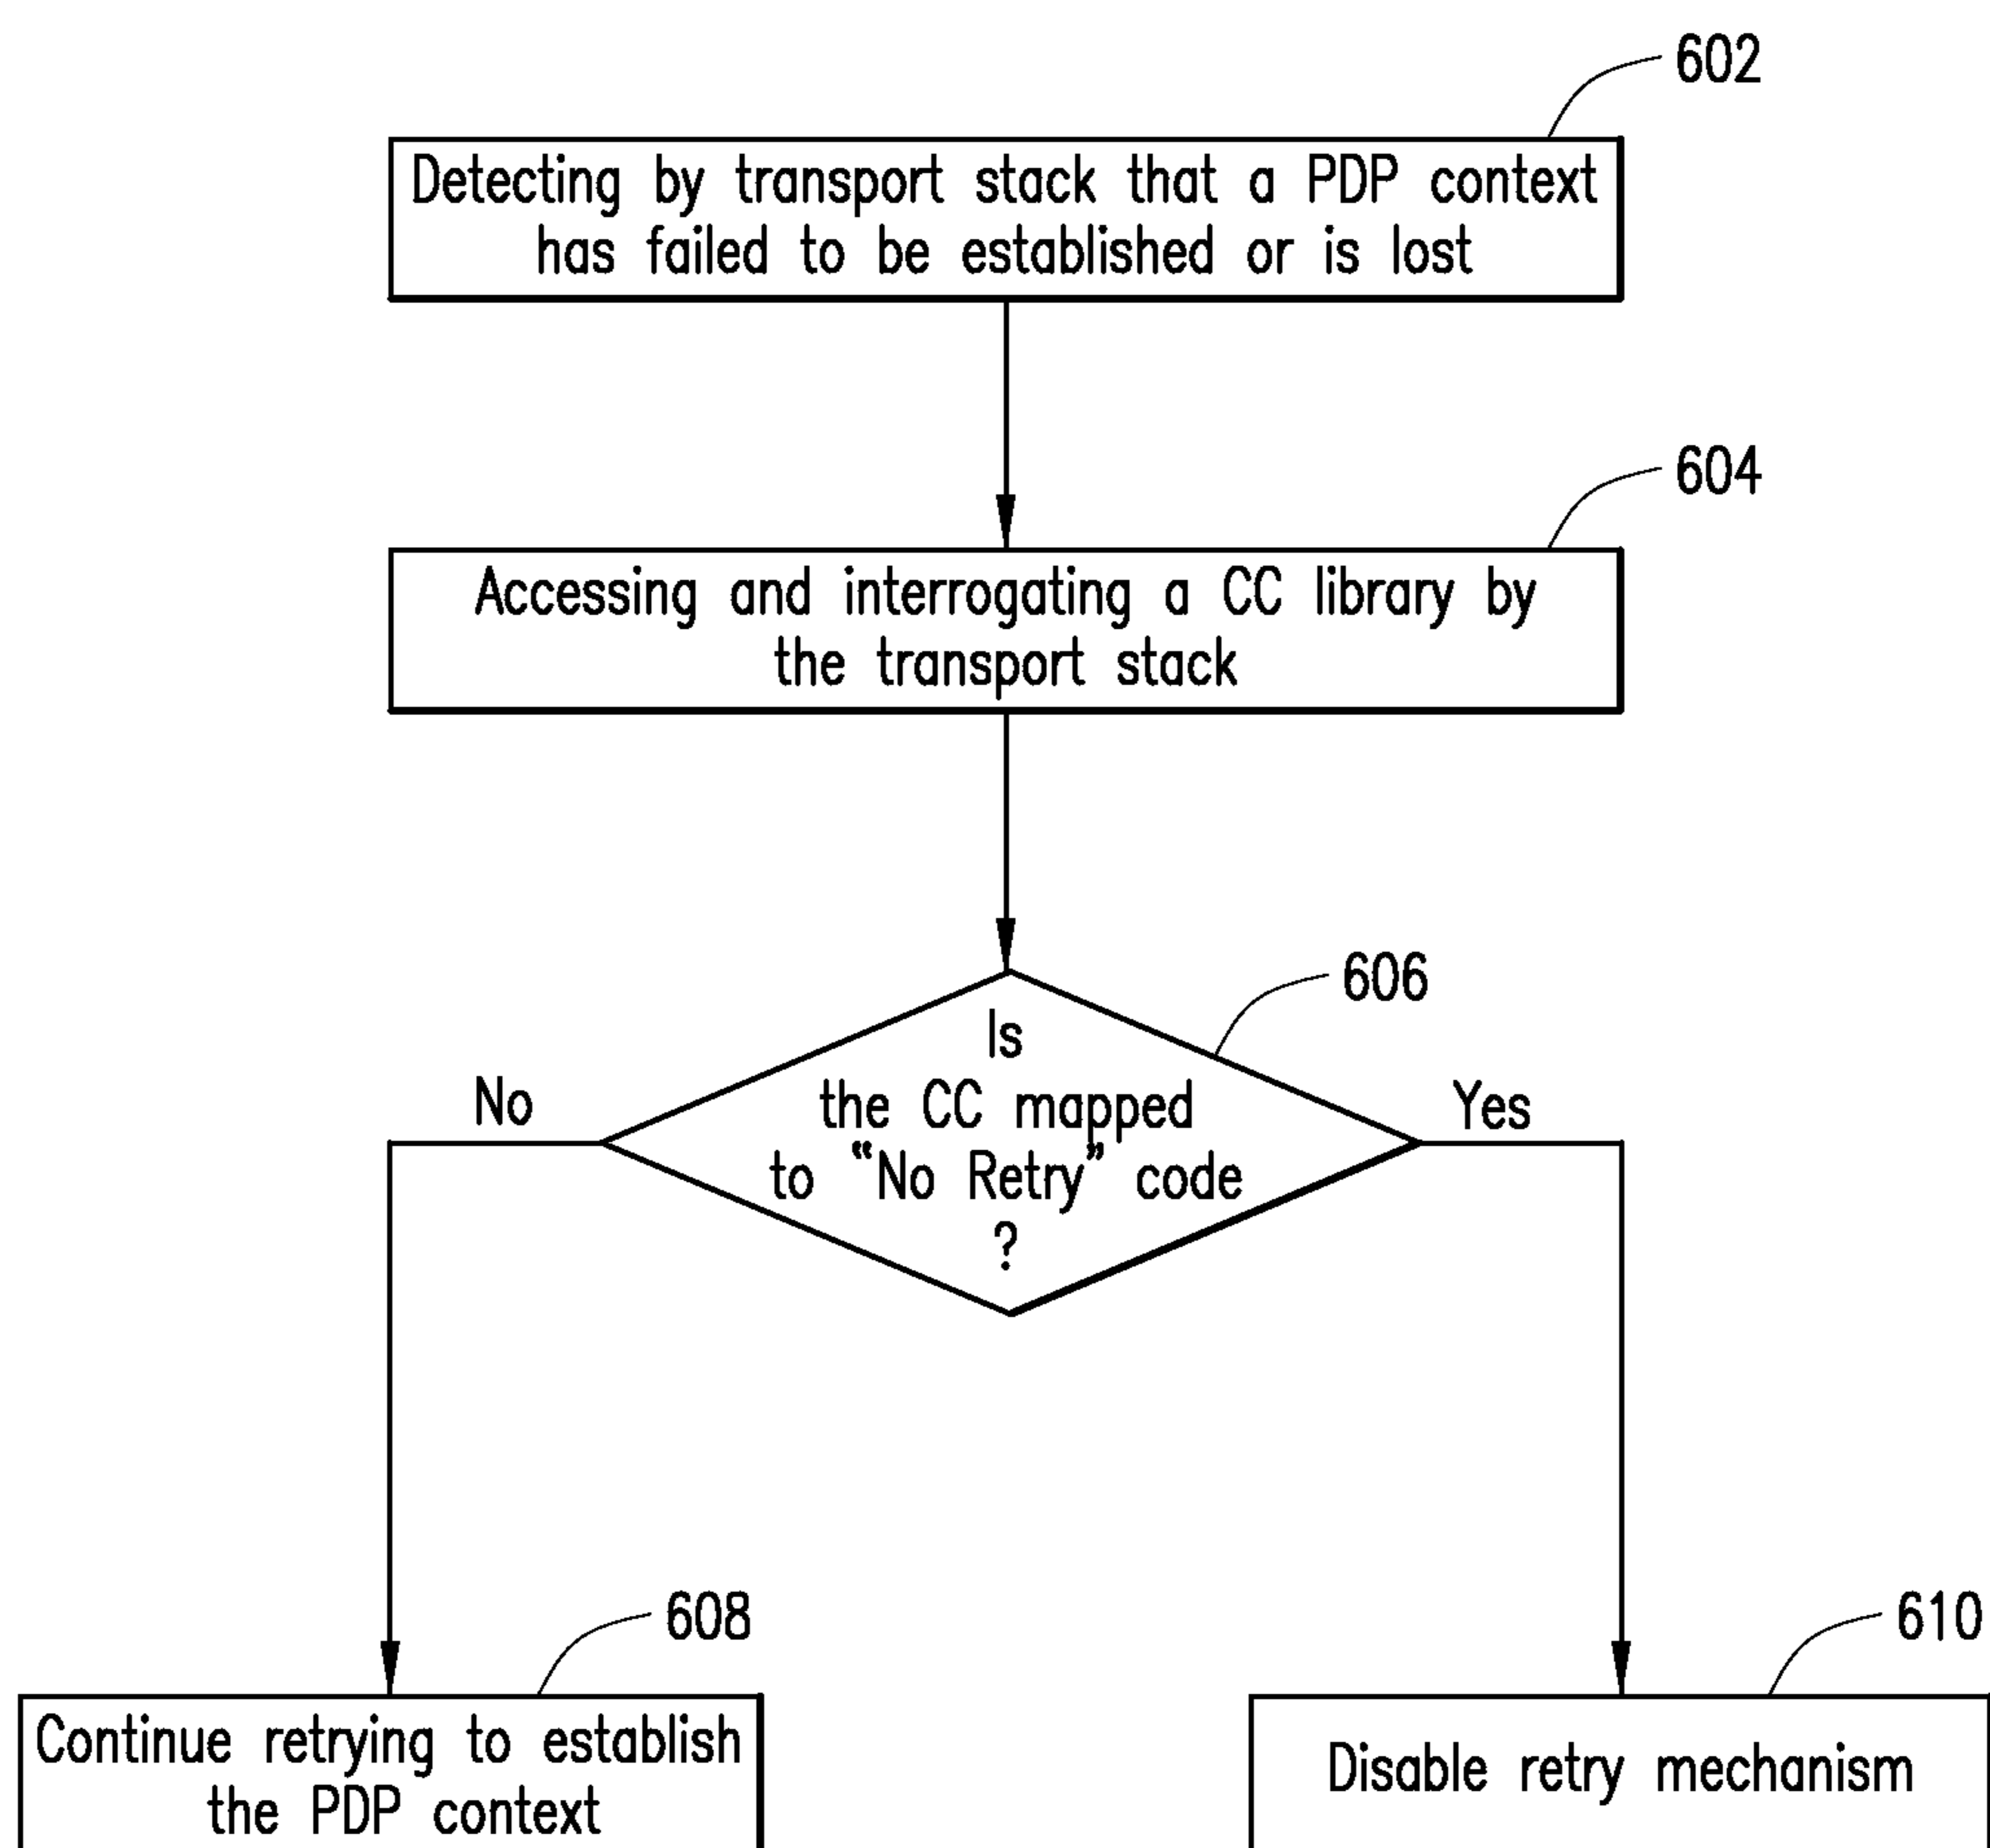 602
Detecting by transport stack that a PDP context
has failed to be established or is lost
604
Accessing and interrogating a CC library by
the transport stack
606
Is
the CC mapped
to “No Retry” code
?
No
Yes
608
Continue retrying to establish
the PDP context
610
Disable retry mechanism